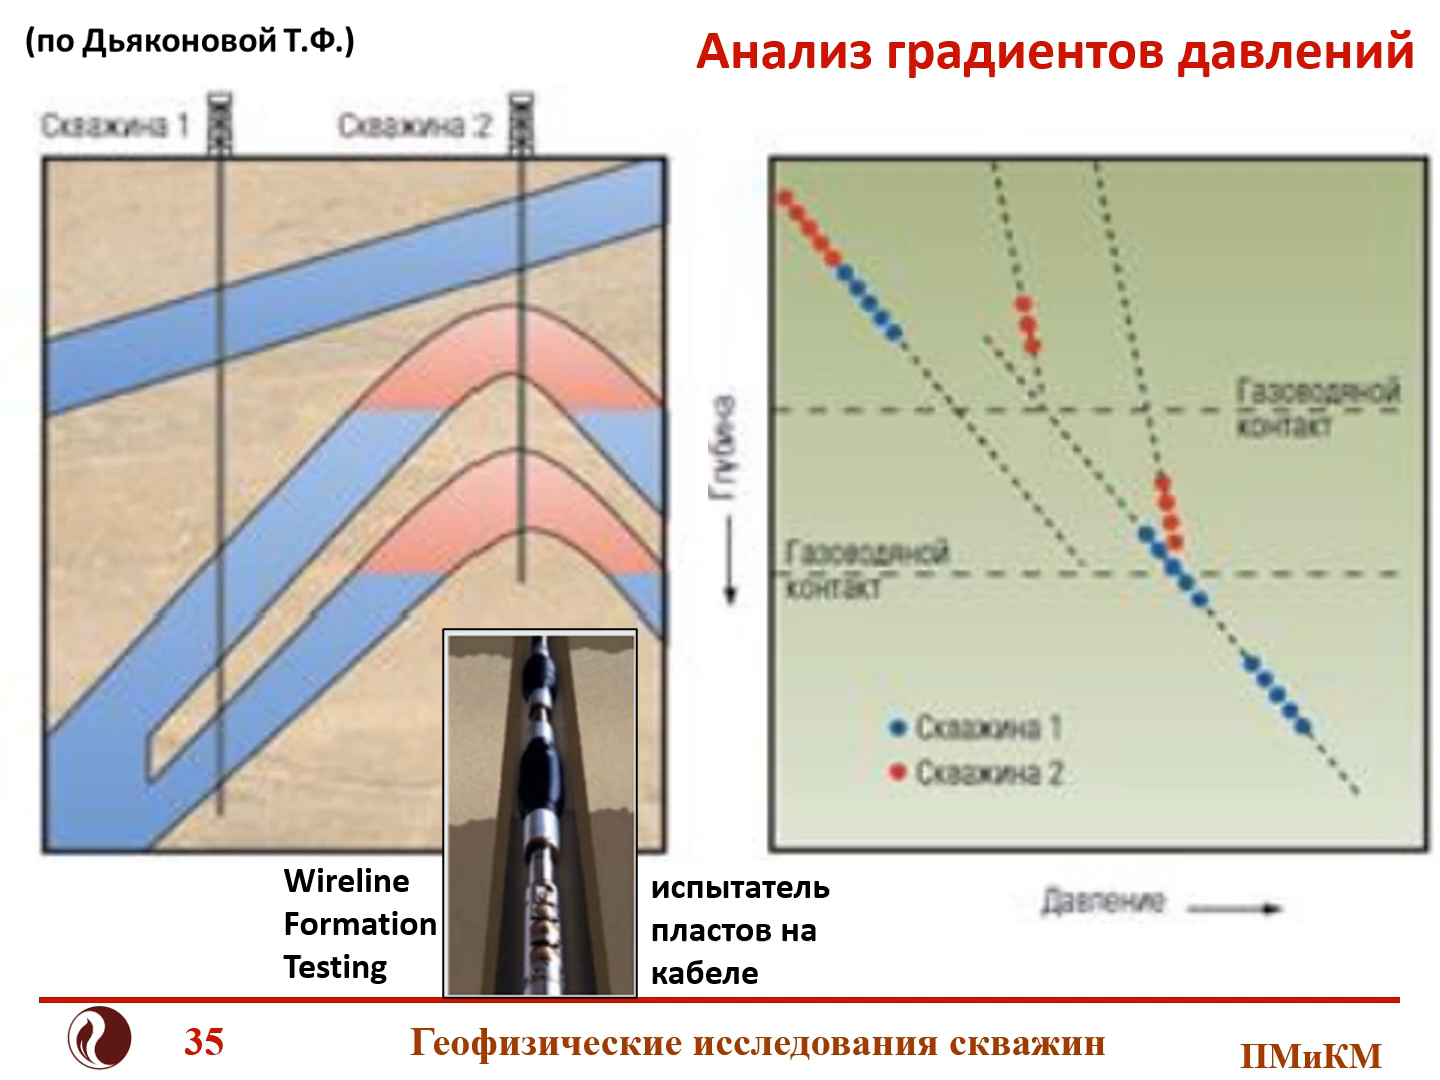 (по Дьяконовой Т.Ф.)
Анализ градиентов давлений
Скважина 1
Скважина 2
Глубина
Газоводяной
контакт
Газоводяной
контакт
Скважина 1
Скважина 2
Давление
Wireline
Formation
Testing
испытатель
пластов на
кабеле
35
Геофизические исследования скважин
ПМиКМ